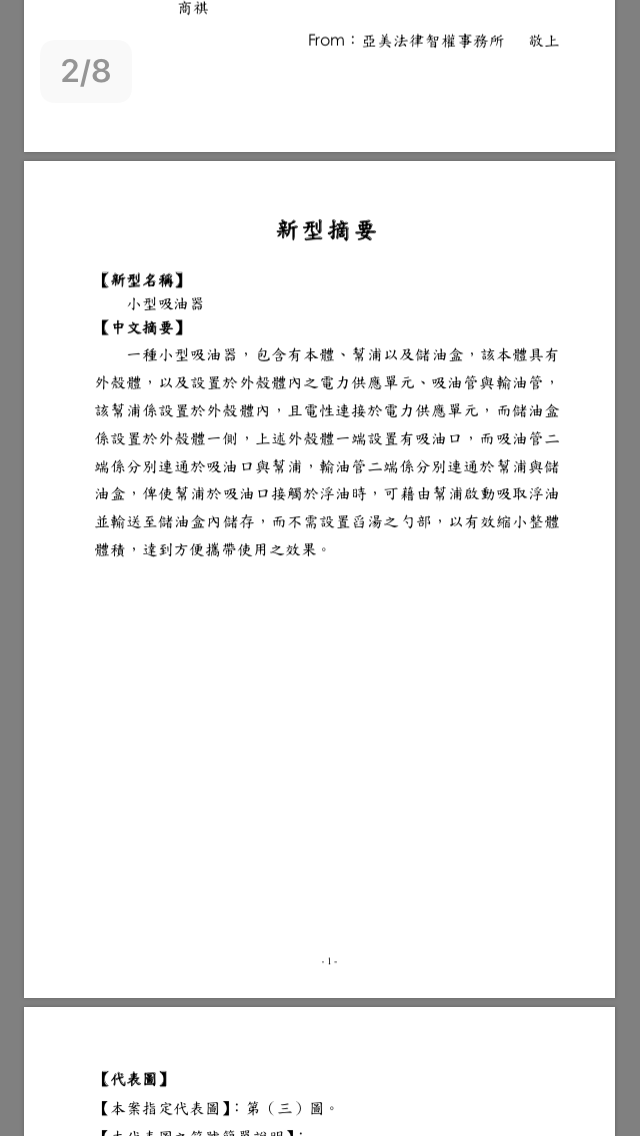 商祺
From：亞美法律智權事務所 敬上
2/8
新型摘要
【新型名稱】
小型吸油器
【中文摘要】
一種小型吸油器，包含有本體、幫浦以及儲油盒，該本體具有
外殼體，以及設置於外殼體內之電力供應單元、吸油管與輸油管，
該幫浦係設置於外殼體內，且電性連接於電力供應單元，而儲油盒
係設置於外殼體一側，上述外殼體一端設置有吸油口，而吸油管二
端係分別連通於吸油口與幫浦，輸油管二端係分別連通於幫浦與儲
油盒，俾使幫浦於吸油口接觸於浮油時，可藉由幫浦啟動吸取浮油
並輸送至儲油盒內儲存，而不需設置舀湯之勺部，以有效縮小整體
體積，達到方便攜帶使用之效果。
- 1 -
【代表圖】
【本案指定代表圖】：第（三）圖。
【本代表圖之符號簡單說明】：